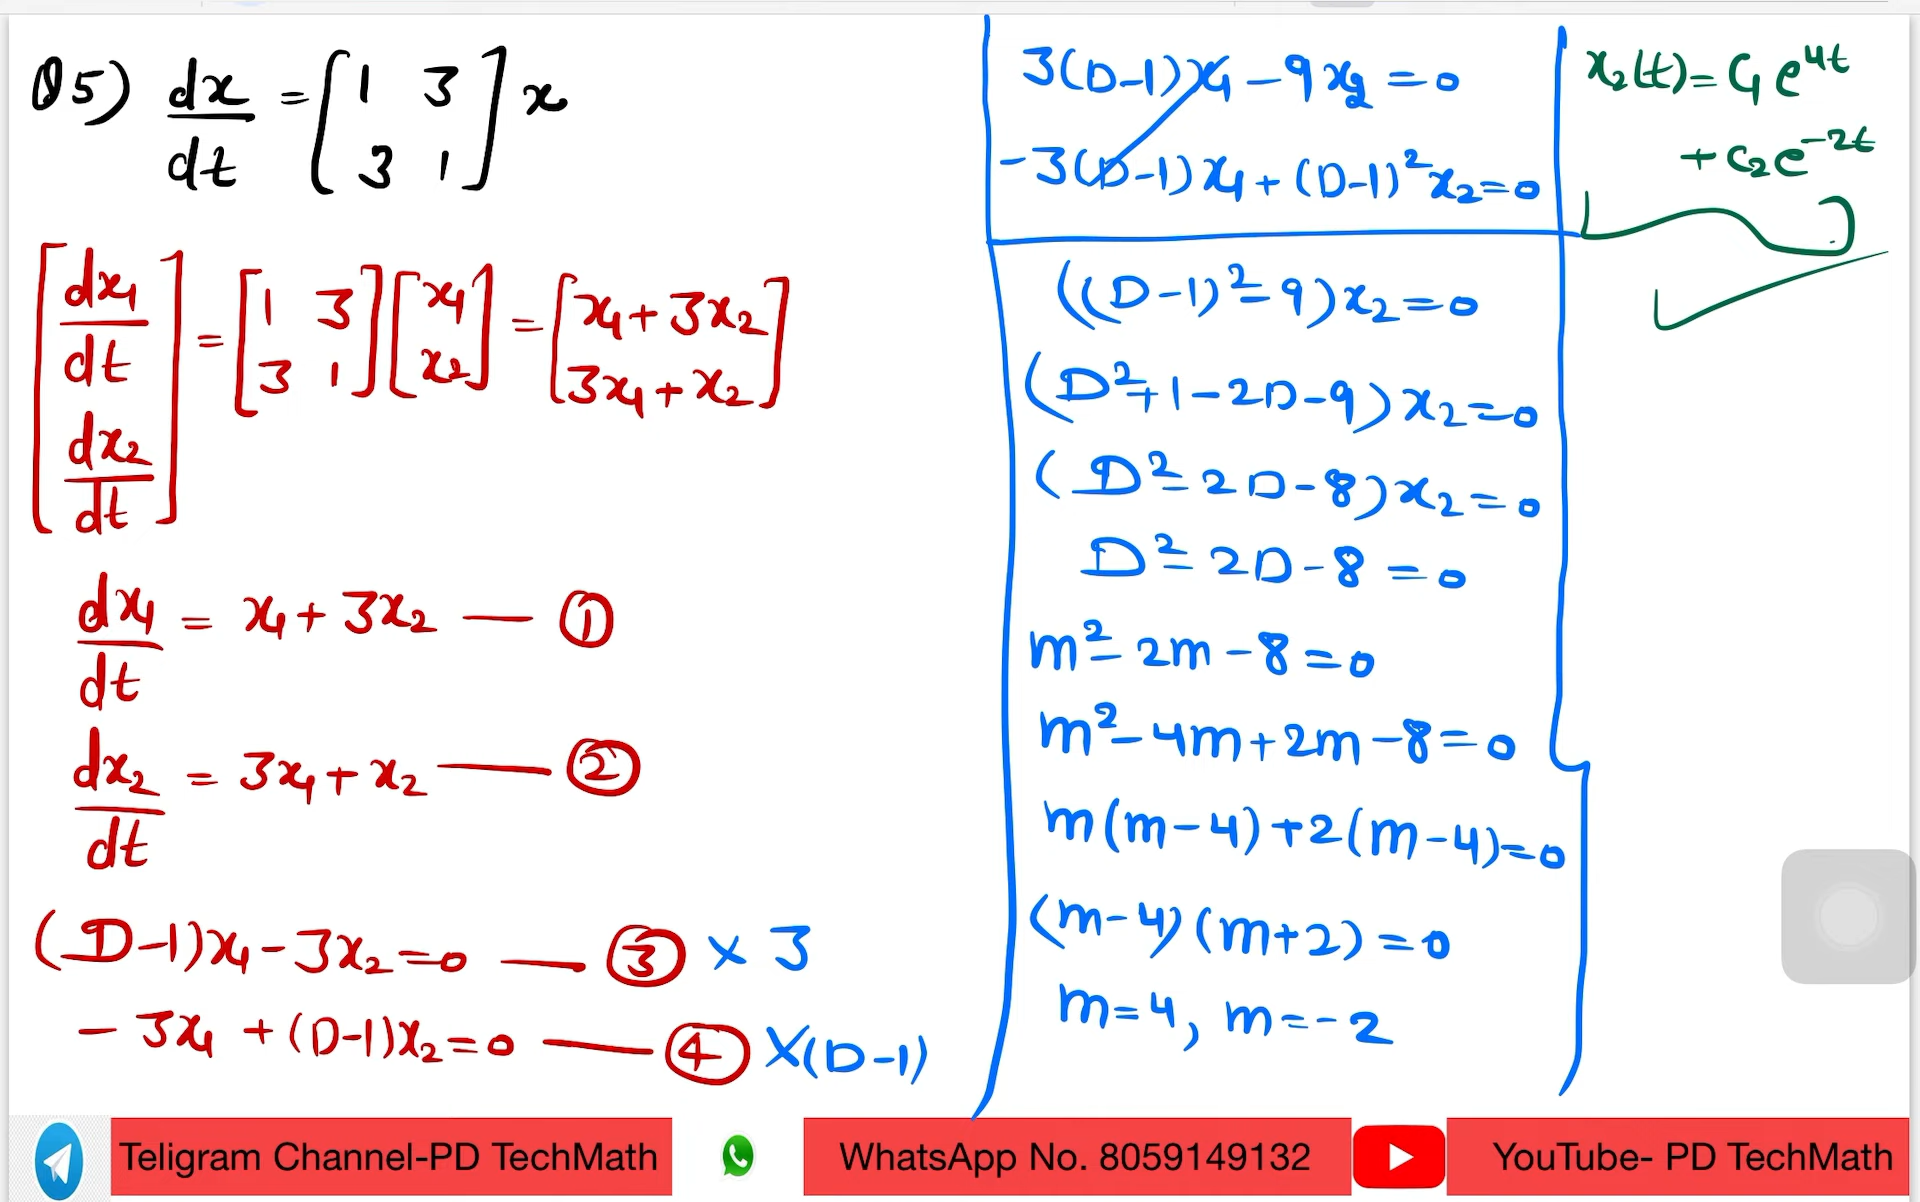 Q5) dx/dt = [1 3; 3 1] x
[dx₁/dt; dx₂/dt] = [1 3; 3 1] [x₁; x₂] = [x₁ + 3x₂; 3x₁ + x₂]
dx₁/dt = x₁ + 3x₂ — ①
dx₂/dt = 3x₁ + x₂ — ②
(D-1)x₁ - 3x₂ = 0 — ③ × 3
- 3x₁ + (D-1)x₂ = 0 — ④ ×(D-1)
3(D-1)x₁ - 9x₂ = 0
-3(D-1)x₁ + (D-1)²x₂ = 0
((D-1)² - 9)x₂ = 0
(D² + 1 - 2D - 9)x₂ = 0
(D² - 2D - 8)x₂ = 0
D² - 2D - 8 = 0
m² - 2m - 8 = 0
m² - 4m + 2m - 8 = 0
m(m-4) + 2(m-4) = 0
(m-4)(m+2) = 0
m=4, m=-2
x₂(t) = C₁e^{4t}
+ C₂e^{-2t}
Teligram Channel-PD TechMath
WhatsApp No. 8059149132
YouTube- PD TechMath